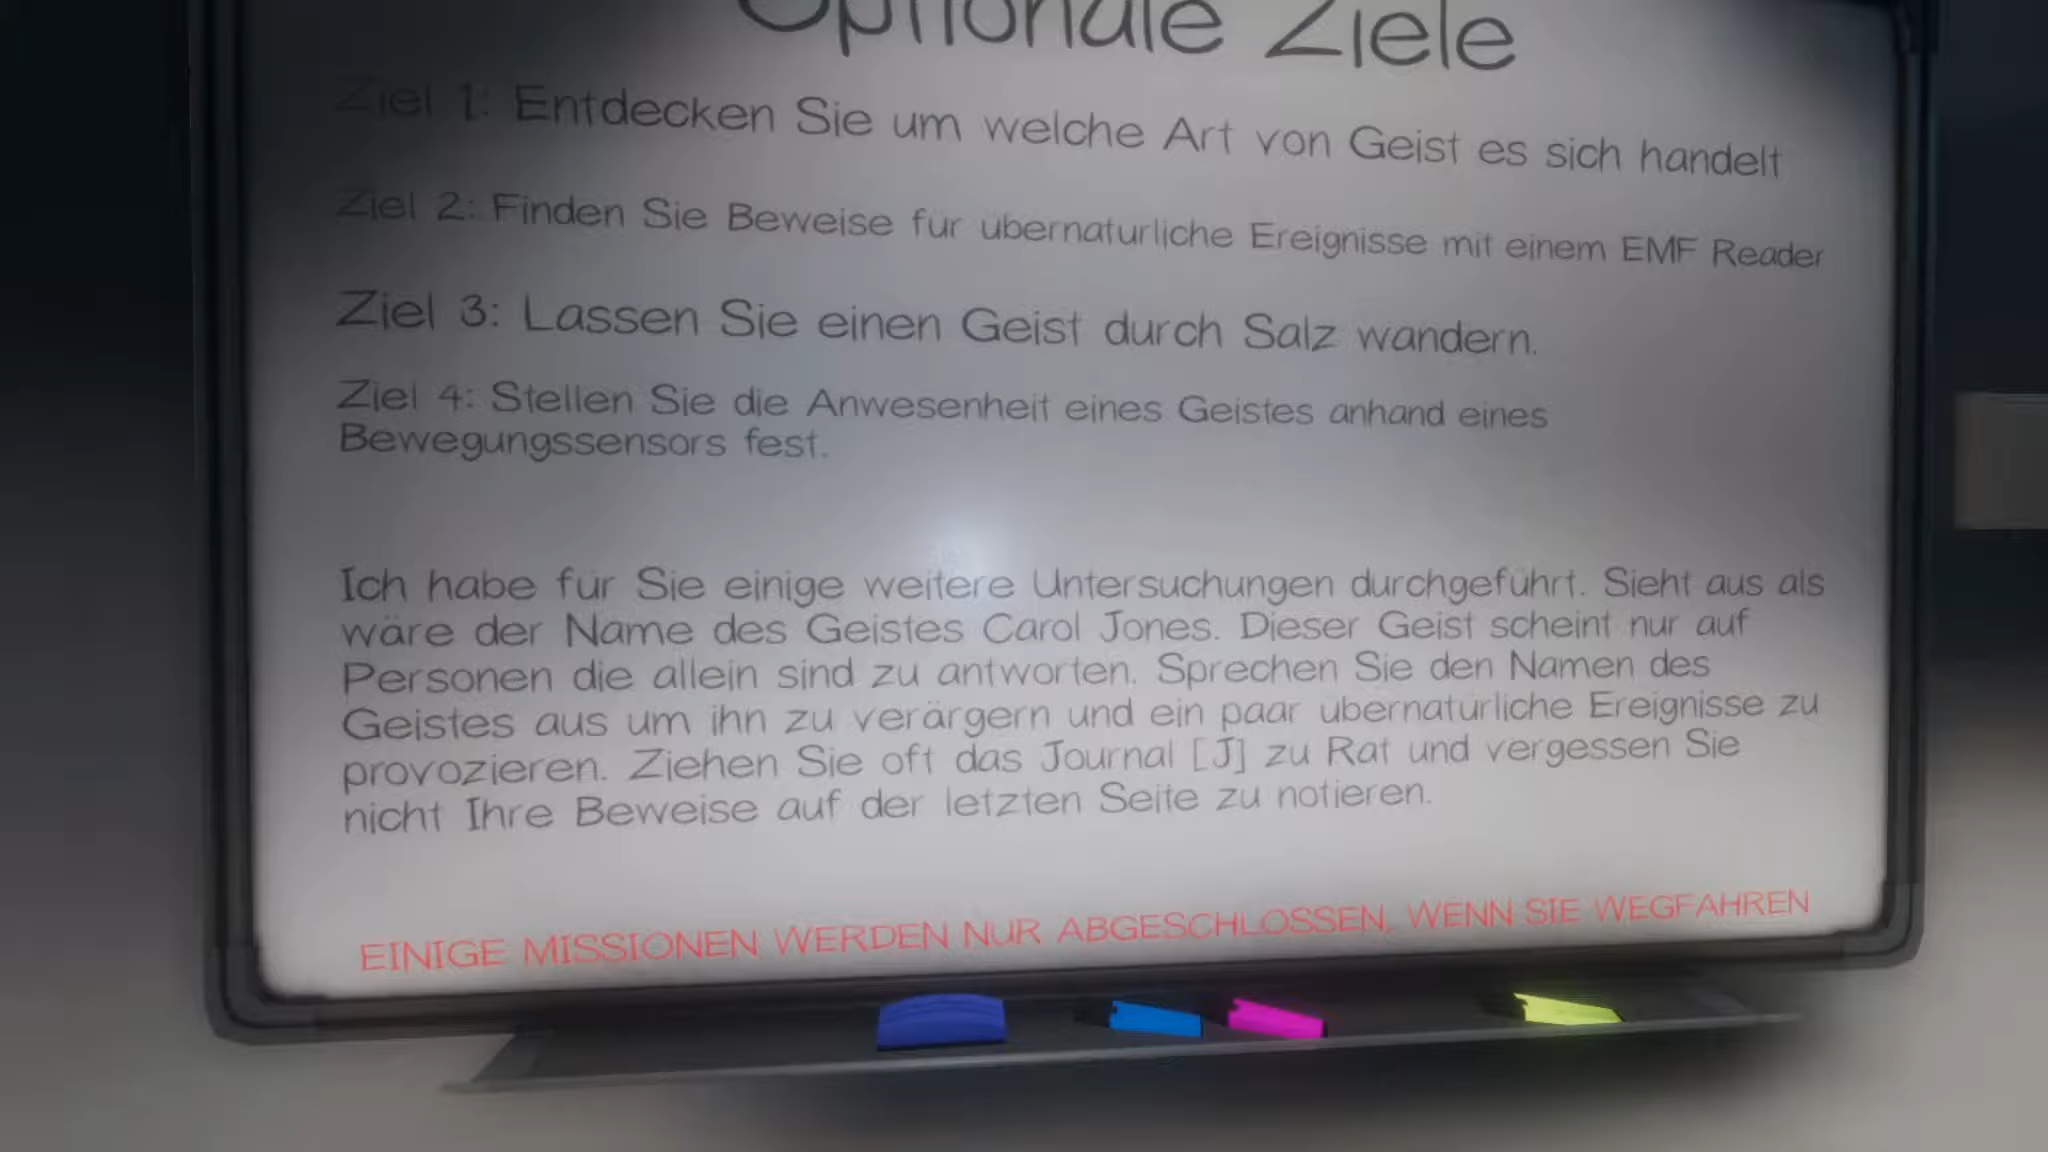 Optionale Ziele
Ziel 1: Entdecken Sie um welche Art von Geist es sich handelt
Ziel 2: Finden Sie Beweise fur ubernaturliche Ereignisse mit einem EMF Reader
Ziel 3: Lassen Sie einen Geist durch Salz wandern.
Ziel 4: Stellen Sie die Anwesenheit eines Geistes anhand eines
Bewegungssensors fest.
Ich habe fur Sie einige weitere Untersuchungen durchgefuhrt. Sieht aus als
wäre der Name des Geistes Carol Jones. Dieser Geist scheint nur auf
Personen die allein sind zu antworten. Sprechen Sie den Namen des
Geistes aus um ihn zu verärgern und ein paar ubernaturliche Ereignisse zu
provozieren. Ziehen Sie oft das Journal [J] zu Rat und vergessen Sie
nicht Ihre Beweise auf der letzten Seite zu notieren.
EINIGE MISSIONEN WERDEN NUR ABGESCHLOSSEN, WENN SIE WEGFAHREN